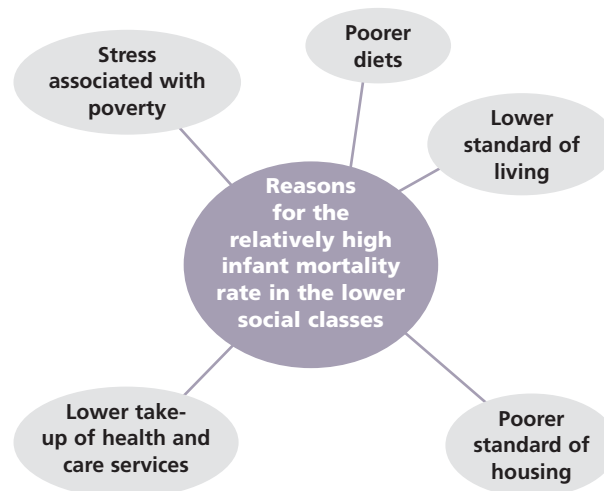 Stress
associated with
poverty
Poorer
diets
Lower
standard of
living
Reasons
for the
relatively high
infant mortality
rate in the lower
social classes
Lower take-
up of health and
care services
Poorer
standard of
housing